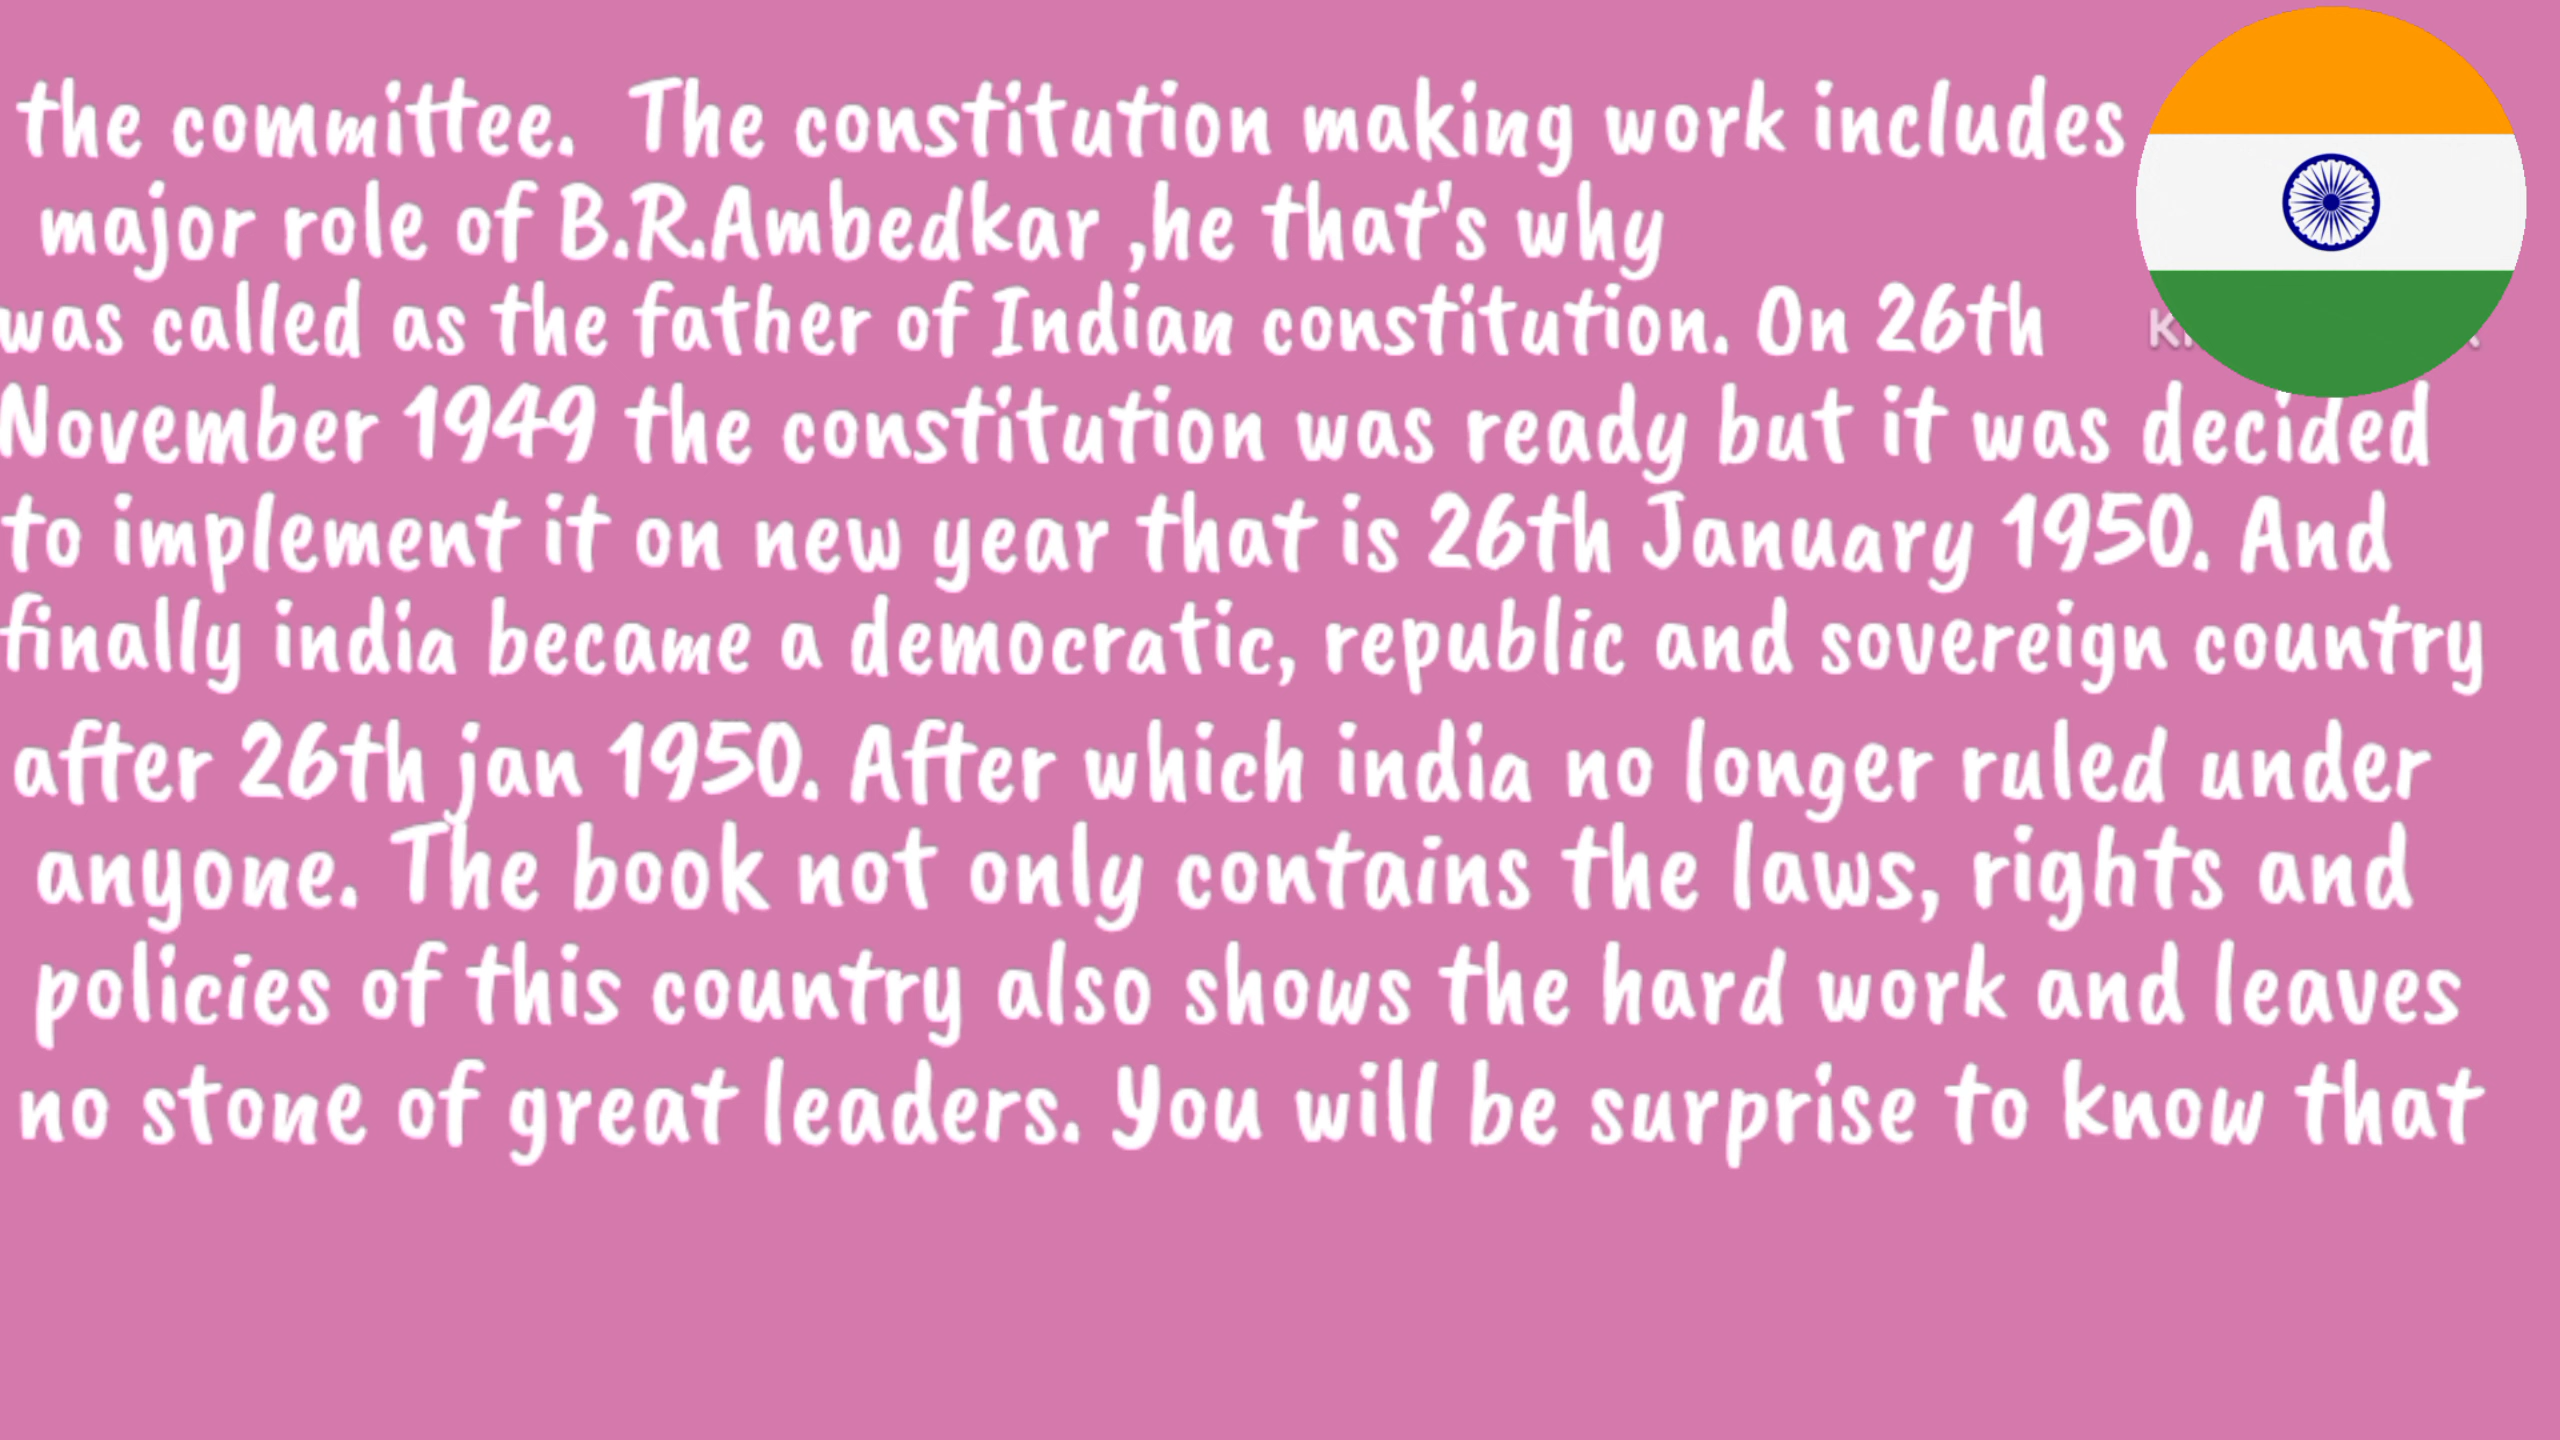 the committee. The constitution making work includes
major role of B.R.Ambedkar ,he that's why
was called as the father of Indian constitution. On 26th
November 1949 the constitution was ready but it was decided
to implement it on new year that is 26th January 1950. And
finally india became a democratic, republic and sovereign country
after 26th jan 1950. After which india no longer ruled under
anyone. The book not only contains the laws, rights and
policies of this country also shows the hard work and leaves
no stone of great leaders. You will be surprise to know that